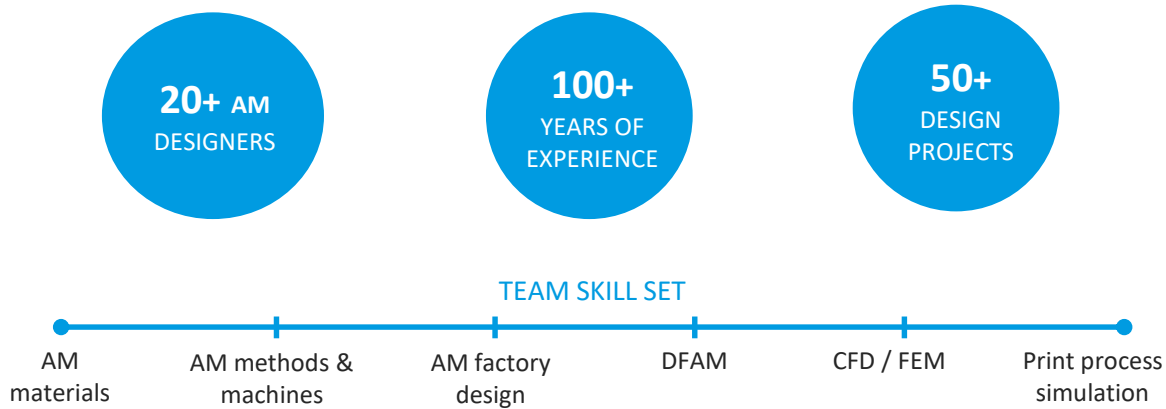 20+ AM
DESIGNERS
100+
YEARS OF
EXPERIENCE
50+
DESIGN
PROJECTS
TEAM SKILL SET
AM
materials
AM methods &
machines
AM factory
design
DFAM
CFD / FEM
Print process
simulation